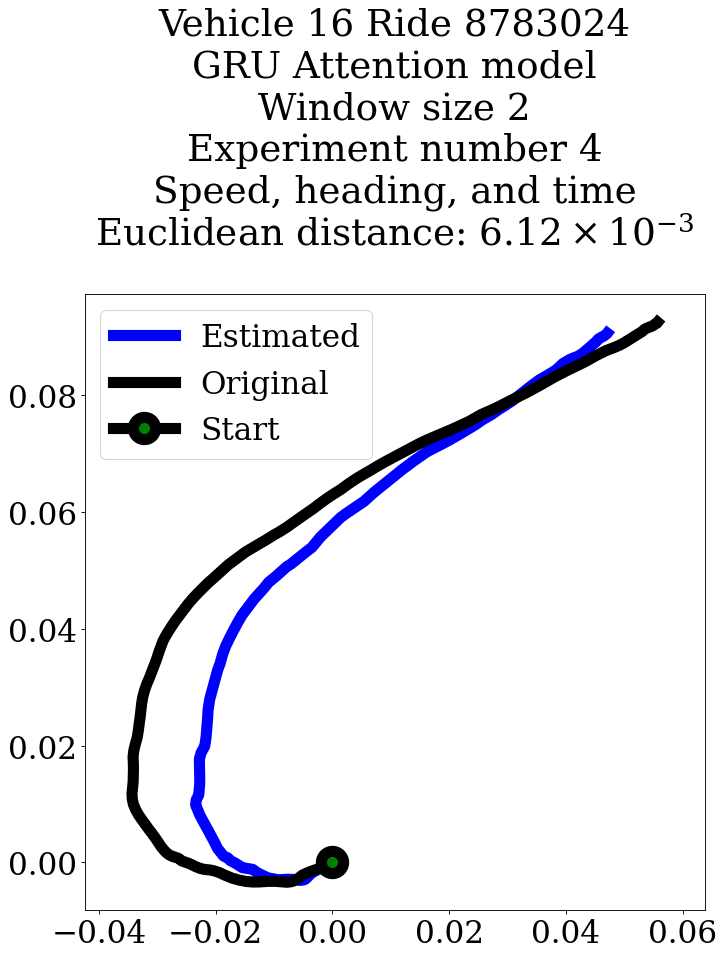 Vehicle 16 Ride 8783024
GRU Attention model
Window size 2
Experiment number 4
Speed, heading, and time
Euclidean distance: 6.12 × 10⁻³
Estimated
Original
Start
0.08
0.06
0.04
0.02
0.00
−0.04 −0.02 0.00 0.02 0.04 0.06